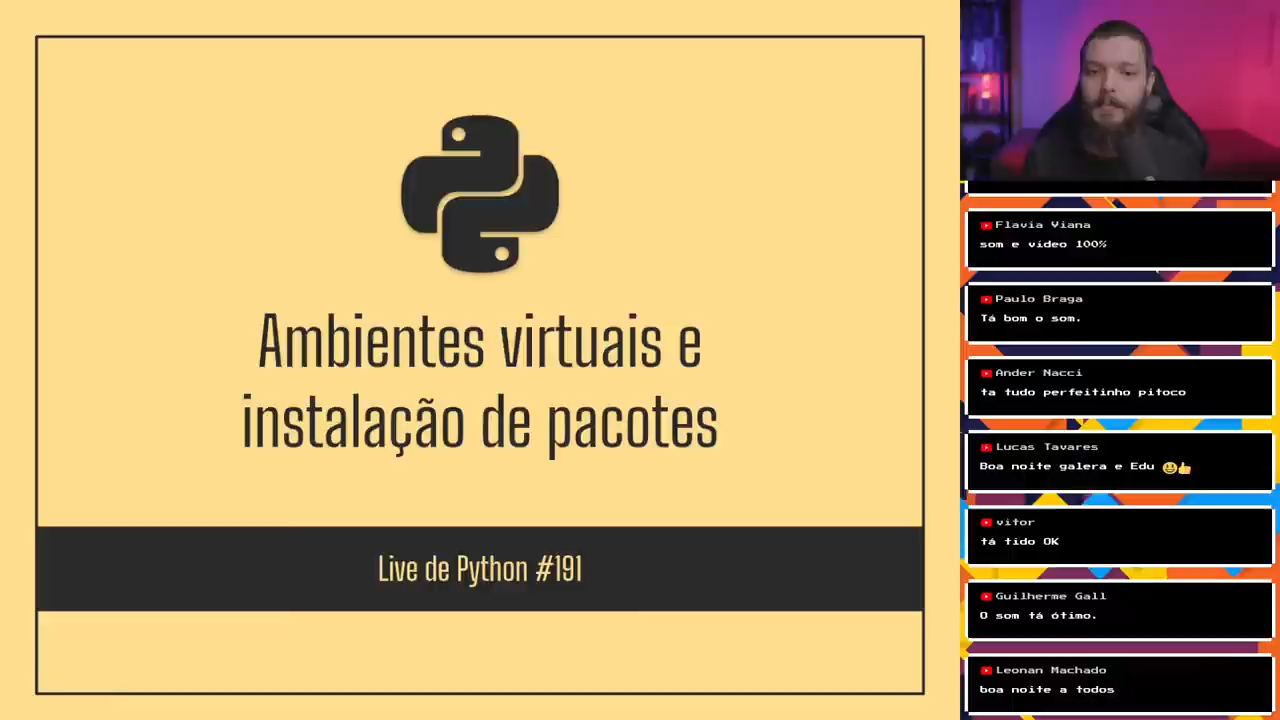 Ambientes virtuais e
instalação de pacotes
Live de Python #191
Flavia Viana
som e video 100%
Paulo Braga
Tá bom o som.
Ander Nacci
ta tudo perfeitinho pitoco
Lucas Tavares
Boa noite galera e Edu 😃👍
vitor
tá tido OK
Guilherme Gall
O som tá ótimo.
Leonan Machado
boa noite a todos